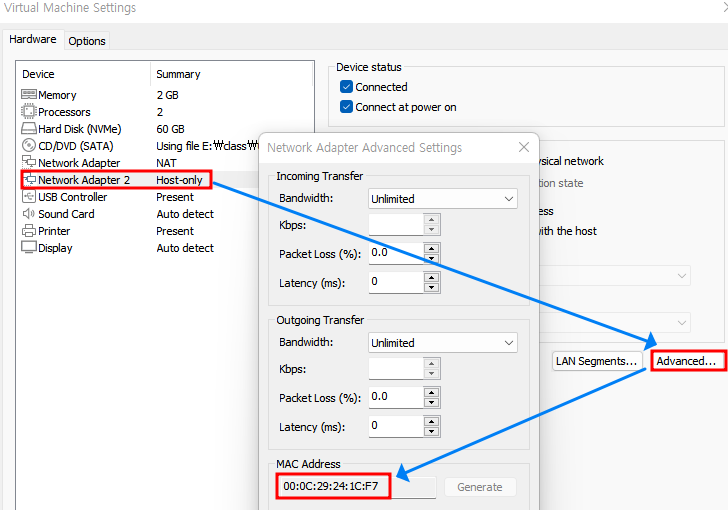 Virtual Machine Settings
Hardware
Options
Device Summary
Memory 2 GB
Processors 2
Hard Disk (NVMe) 60 GB
CD/DVD (SATA) Using file E:₩class₩
Network Adapter NAT
Network Adapter 2 Host-only
USB Controller Present
Sound Card Auto detect
Printer Present
Display Auto detect
Device status
Connected
Connect at power on
physical network
tion state
ess
with the host
LAN Segments...
Advanced...
Network Adapter Advanced Settings
Incoming Transfer
Bandwidth: Unlimited
Kbps:
Packet Loss (%): 0.0
Latency (ms): 0
Outgoing Transfer
Bandwidth: Unlimited
Kbps:
Packet Loss (%): 0.0
Latency (ms): 0
MAC Address
00:0C:29:24:1C:F7
Generate